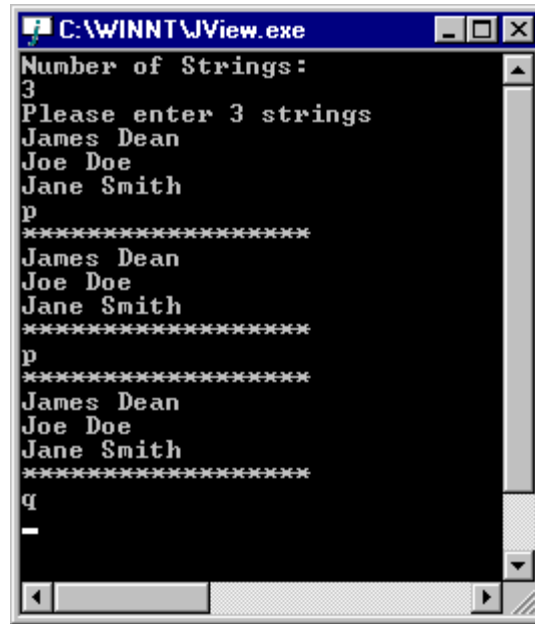 C:\WINNT\JView.exe
Number of Strings:
3
Please enter 3 strings
James Dean
Joe Doe
Jane Smith
p
******************
James Dean
Joe Doe
Jane Smith
******************
p
******************
James Dean
Joe Doe
Jane Smith
******************
q